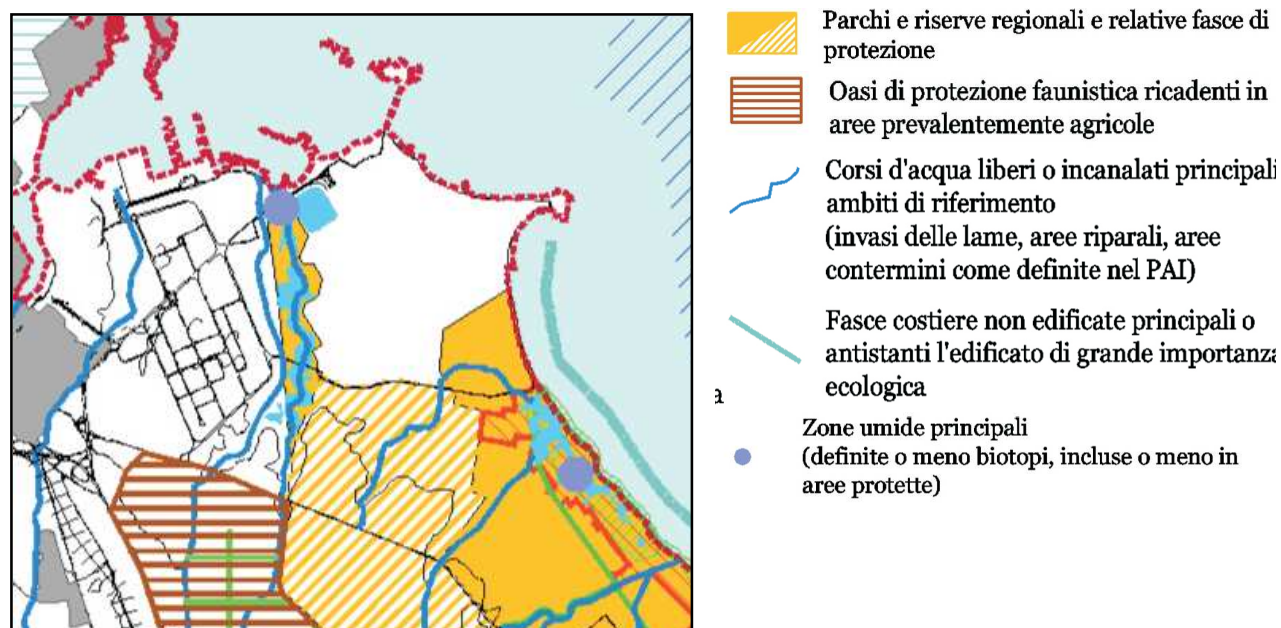 Parchi e riserve regionali e relative fasce di
protezione
Oasi di protezione faunistica ricadenti in
aree prevalentemente agricole
Corsi d'acqua liberi o incanalati principali
ambiti di riferimento
(invasi delle lame, aree riparali, aree
contermini come definite nel PAI)
Fasce costiere non edificate principali o
antistanti l'edificato di grande importanza
ecologica
a
Zone umide principali
(definite o meno biotopi, incluse o meno in
aree protette)